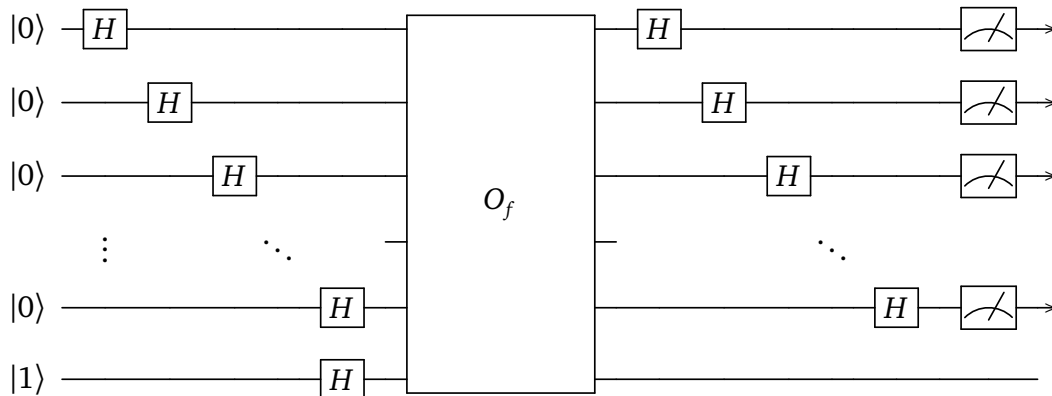 |0⟩ H H
|0⟩ H H
|0⟩ H H
O_f
⋮ ⋱ ⋱
|0⟩ H H
|1⟩ H